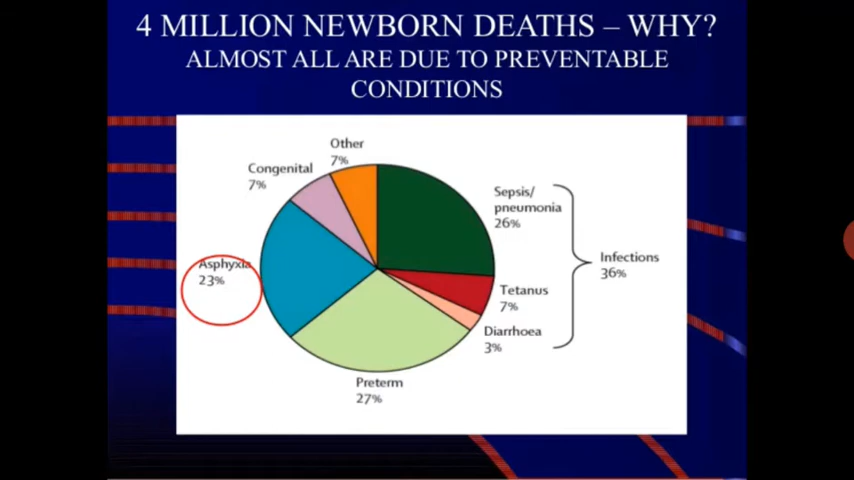 4 MILLION NEWBORN DEATHS – WHY?
ALMOST ALL ARE DUE TO PREVENTABLE
CONDITIONS
Other
7%
Congenital
7%
Sepsis/
pneumonia
26%
Asphyxia
23%
Infections
36%
Tetanus
7%
Diarrhoea
3%
Preterm
27%